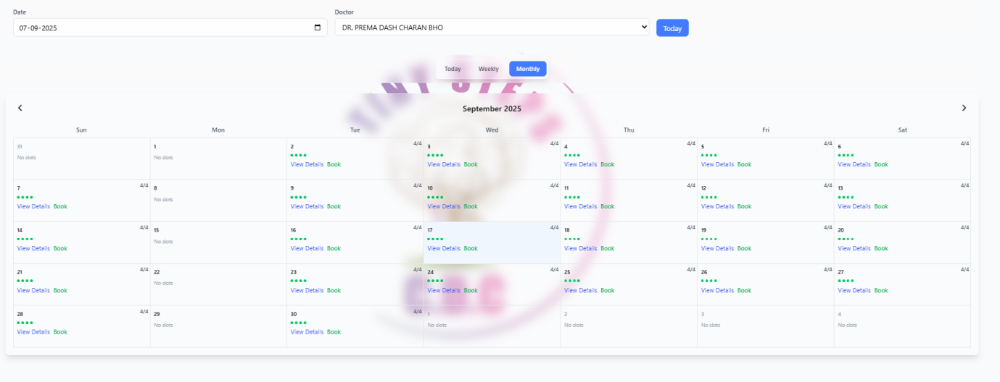 Date
Doctor
07-09-2025
DR. PREMA DASH CHARAN BHO
Today
Today Weekly Monthly
TINY STEPS
September 2025
Sun Mon Tue Wed Thu Fri Sat
31 1 2 4/4 3 4/4 4 4/4 5 4/4 6 4/4
No slots No slots View Details Book View Details Book View Details Book View Details Book View Details Book
7 4/4 8 9 4/4 10 4/4 11 4/4 12 4/4 13 4/4
View Details Book No slots View Details Book View Details Book View Details Book View Details Book View Details Book
14 4/4 15 16 4/4 17 4/4 18 4/4 19 4/4 20 4/4
View Details Book No slots View Details Book View Details Book View Details Book View Details Book View Details Book
21 4/4 22 23 4/4 24 4/4 25 4/4 26 4/4 27 4/4
View Details Book No slots View Details Book View Details Book View Details Book View Details Book View Details Book
C.D.C
28 4/4 29 30 4/4 1 2 3 4
View Details Book No slots View Details Book No slots No slots No slots No slots